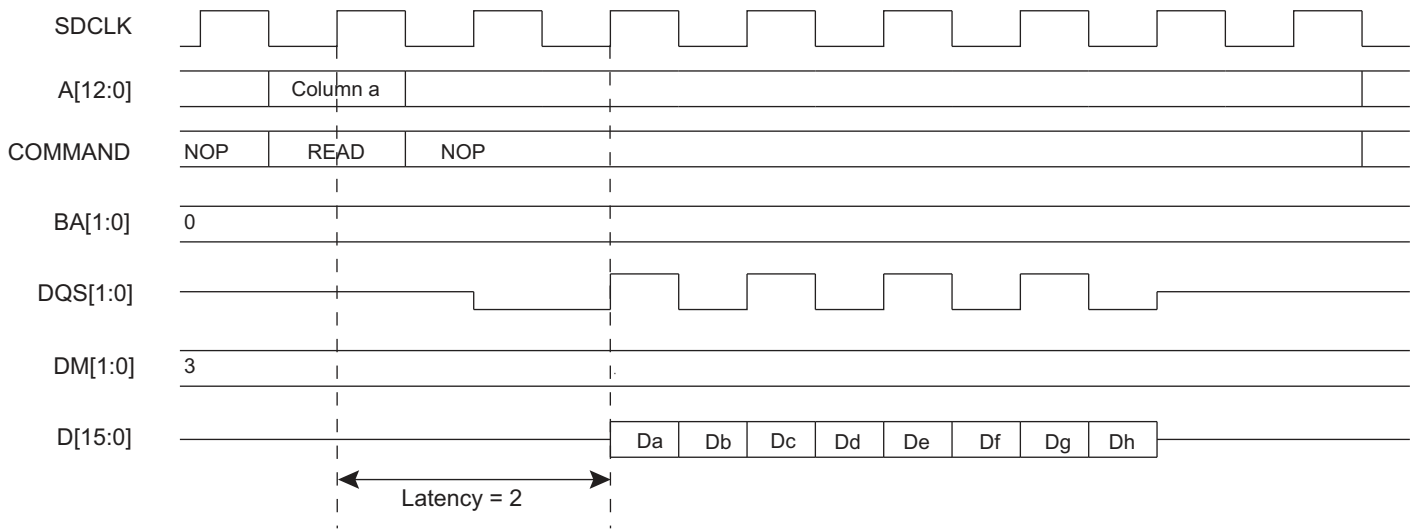 SDCLK
A[12:0] Column a
COMMAND NOP READ NOP
BA[1:0] 0
DQS[1:0]
DM[1:0] 3
D[15:0] Da Db Dc Dd De Df Dg Dh
Latency = 2